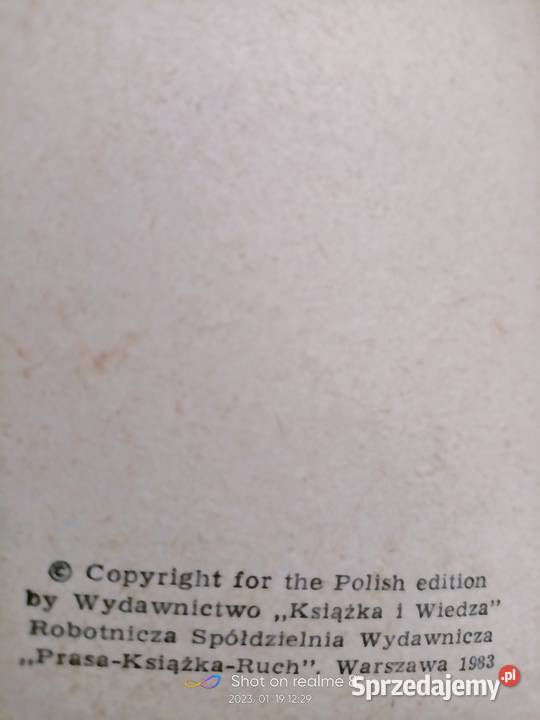 © Copyright for the Polish edition
by Wydawnictwo „Książka i Wiedza”
Robotnicza Spółdzielnia Wydawnicza
„Prasa-Książka-Ruch”, Warszawa 1983
Shot on realme 8
2023.01.19 12:29
Sprzedajemy.pl